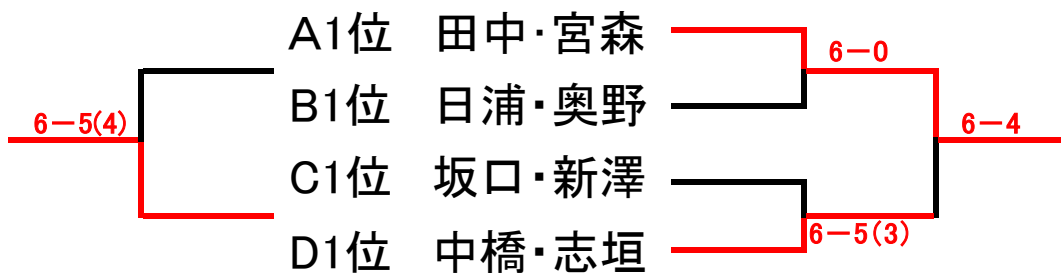 A1位 田中・宮森
6-0
B1位 日浦・奥野
6-5(4)
6-4
C1位 坂口・新澤
6-5(3)
D1位 中橋・志垣